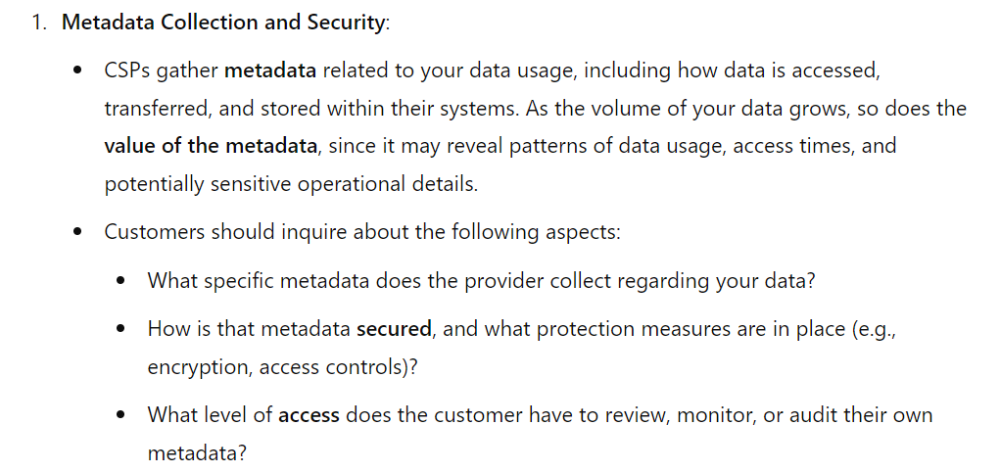 1. Metadata Collection and Security:
• CSPs gather metadata related to your data usage, including how data is accessed,
transferred, and stored within their systems. As the volume of your data grows, so does the
value of the metadata, since it may reveal patterns of data usage, access times, and
potentially sensitive operational details.
• Customers should inquire about the following aspects:
• What specific metadata does the provider collect regarding your data?
• How is that metadata secured, and what protection measures are in place (e.g.,
encryption, access controls)?
• What level of access does the customer have to review, monitor, or audit their own
metadata?